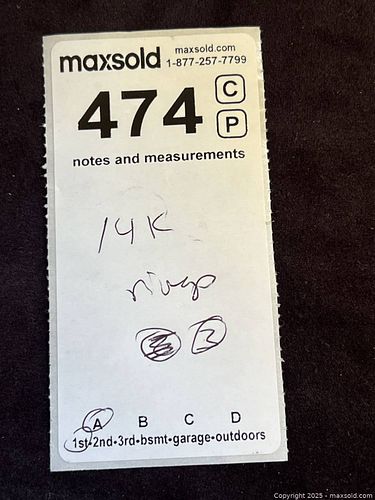 maxsold
maxsold.com
1-877-257-7799
474
C
P
notes and measurements
14K
rings
3
A B C D
1st-2nd-3rd-bsmt-garage-outdoors
Copyright 2025 - maxsold.com